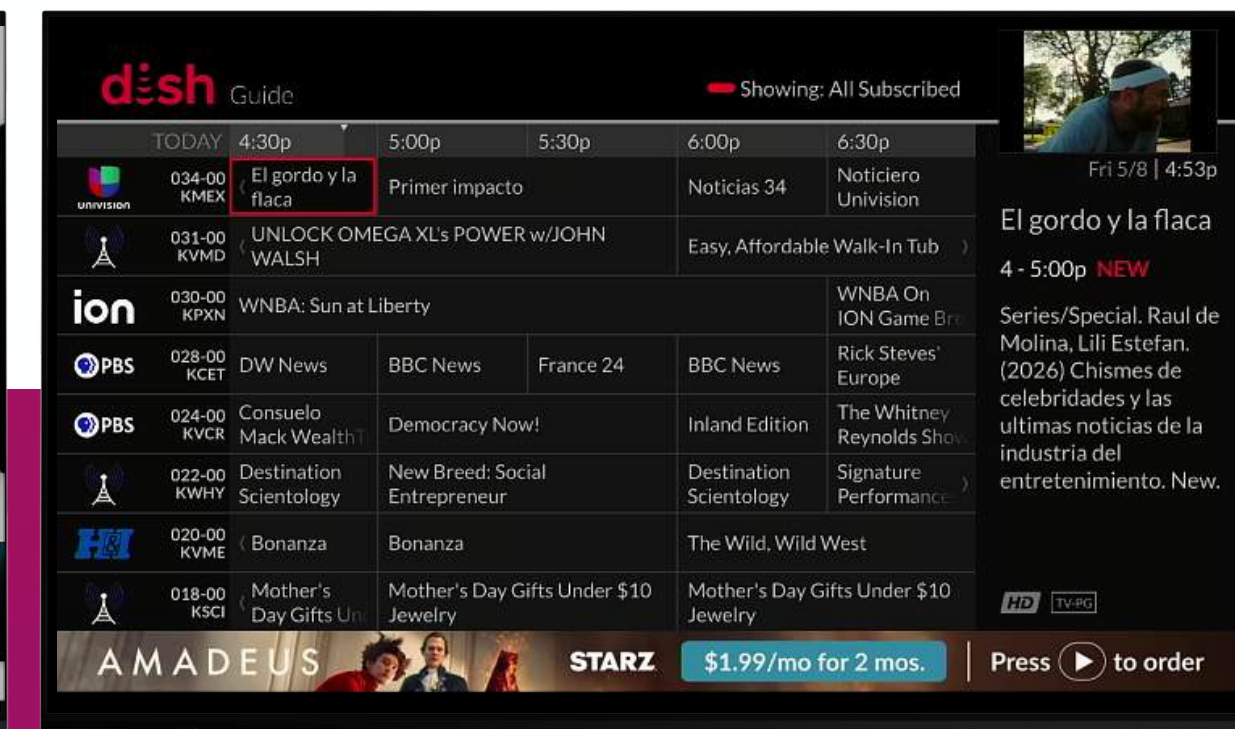 dish Guide
Showing: All Subscribed
TODAY 4:30p 5:00p 5:30p 6:00p 6:30p
UNIVISION
034-00
KMEX
El gordo y la
flaca
Primer impacto
Noticias 34
Noticiero
Univision
031-00
KVMD
UNLOCK OMEGA XL's POWER w/JOHN
WALSH
Easy, Affordable Walk-In Tub
ion
030-00
KPXN
WNBA: Sun at Liberty
WNBA On
ION Game Bre
PBS
028-00
KCET
DW News
BBC News
France 24
BBC News
Rick Steves'
Europe
PBS
024-00
KVCR
Consuelo
Mack WealthT
Democracy Now!
Inland Edition
The Whitney
Reynolds Show
022-00
KWHY
Destination
Scientology
New Breed: Social
Entrepreneur
Destination
Scientology
Signature
Performance
H&I
020-00
KVME
Bonanza
Bonanza
The Wild, Wild West
018-00
KSCI
Mother's
Day Gifts Un
Mother's Day Gifts Under $10
Jewelry
Mother's Day Gifts Under $10
Jewelry
Fri 5/8 | 4:53p
El gordo y la flaca
4 - 5:00p NEW
Series/Special. Raul de
Molina, Lili Estefan.
(2026) Chismes de
celebridades y las
ultimas noticias de la
industria del
entretenimiento. New.
HD TV-PG
AMADEUS STARZ $1.99/mo for 2 mos. Press to order